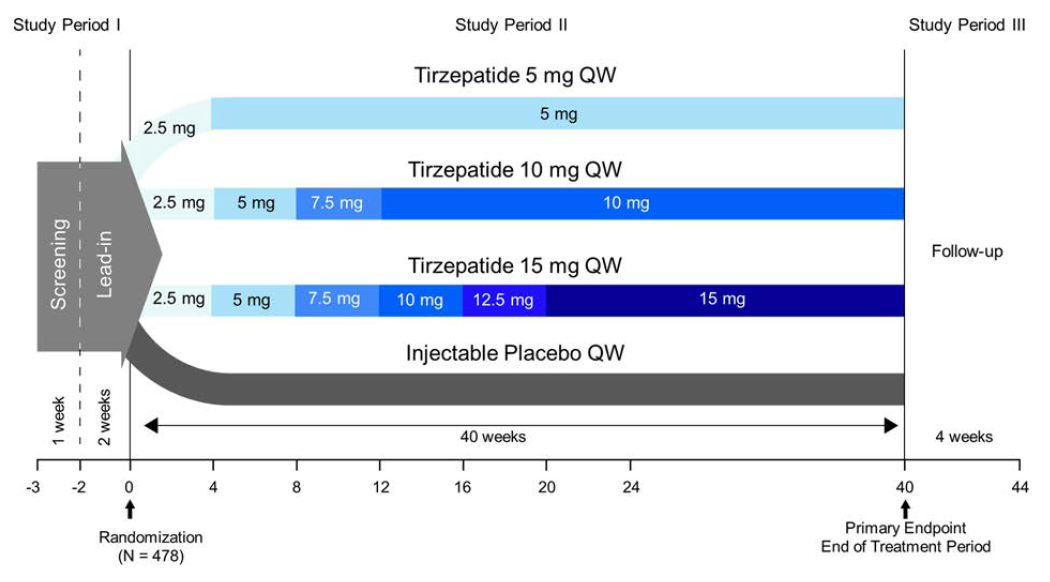 Study Period I
Study Period II
Study Period III
Tirzepatide 5 mg QW
2.5 mg
5 mg
Tirzepatide 10 mg QW
2.5 mg
5 mg
7.5 mg
10 mg
Screening
Lead-in
Follow-up
Tirzepatide 15 mg QW
2.5 mg
5 mg
7.5 mg
10 mg
12.5 mg
15 mg
Injectable Placebo QW
1 week
2 weeks
40 weeks
4 weeks
-3
-2
0
4
8
12
16
20
24
40
44
Randomization
(N = 478)
Primary Endpoint
End of Treatment Period